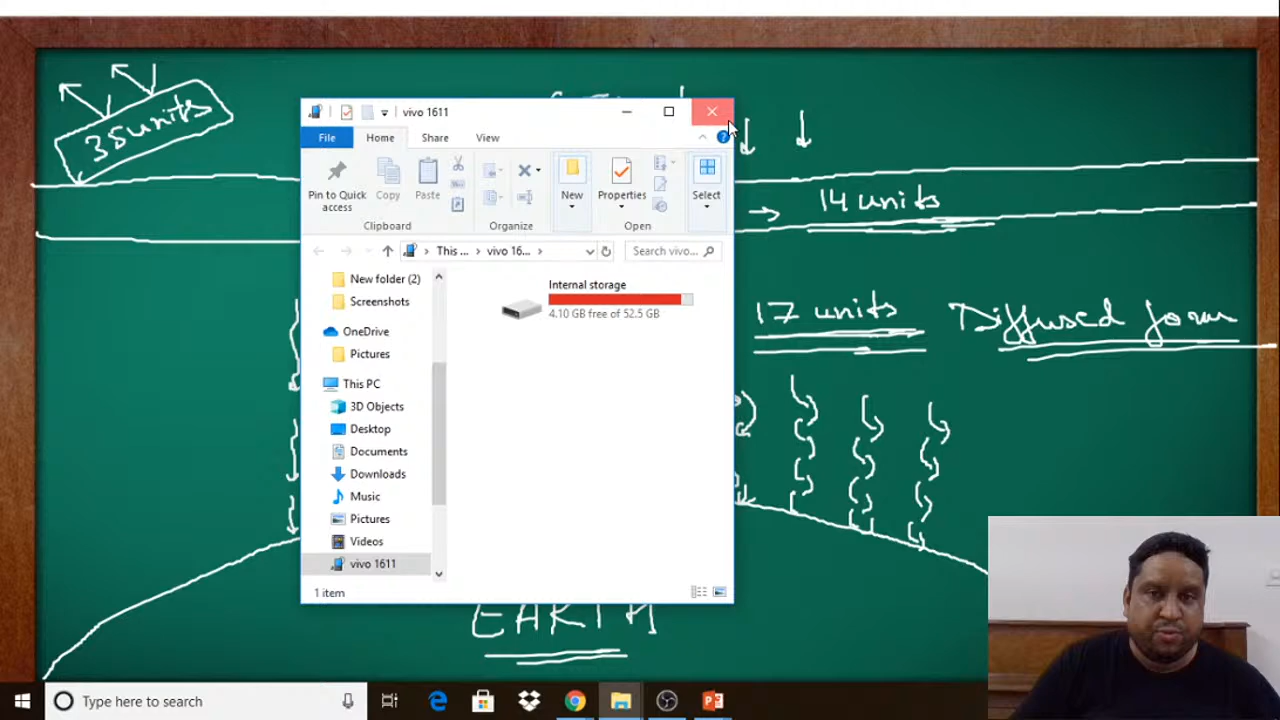 35 units
14 units
17 units
Diffused form
EARTH
vivo 1611
File
Home
Share
View
Pin to Quick access
Copy
Paste
New
Properties
Select
Clipboard
Organize
Open
This ...
vivo 16...
Search vivo...
New folder (2)
Screenshots
OneDrive
Pictures
This PC
3D Objects
Desktop
Documents
Downloads
Music
Pictures
Videos
vivo 1611
Internal storage
4.10 GB free of 52.5 GB
1 item
Type here to search